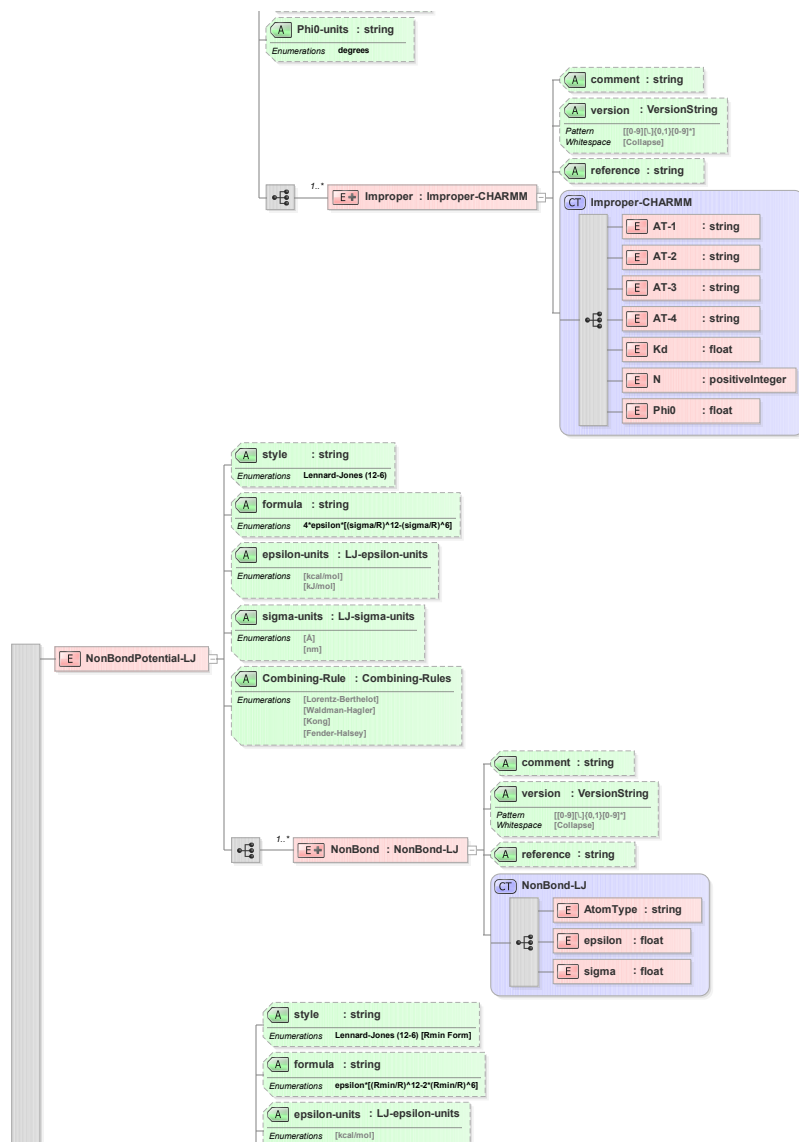 A Phi0-units : string
Enumerations degrees
A comment : string
A version : VersionString
Pattern [[0-9][\.]{0,1}[0-9]*]
Whitespace [Collapse]
A reference : string
1..*
E Improper : Improper-CHARMM
CT Improper-CHARMM
E AT-1 : string
E AT-2 : string
E AT-3 : string
E AT-4 : string
E Kd : float
E N : positiveInteger
E Phi0 : float
A style : string
Enumerations Lennard-Jones (12-6)
A formula : string
Enumerations 4*epsilon*[(sigma/R)^12-(sigma/R)^6]
A epsilon-units : LJ-epsilon-units
Enumerations [kcal/mol]
[kJ/mol]
A sigma-units : LJ-sigma-units
Enumerations [Å]
[nm]
E NonBondPotential-LJ
A Combining-Rule : Combining-Rules
Enumerations [Lorentz-Berthelot]
[Waldman-Hagler]
[Kong]
[Fender-Halsey]
A comment : string
A version : VersionString
Pattern [[0-9][\.]{0,1}[0-9]*]
Whitespace [Collapse]
1..*
E NonBond : NonBond-LJ
A reference : string
CT NonBond-LJ
E AtomType : string
E epsilon : float
E sigma : float
A style : string
Enumerations Lennard-Jones (12-6) [Rmin Form]
A formula : string
Enumerations epsilon*[(Rmin/R)^12-2*(Rmin/R)^6]
A epsilon-units : LJ-epsilon-units
Enumerations [kcal/mol]